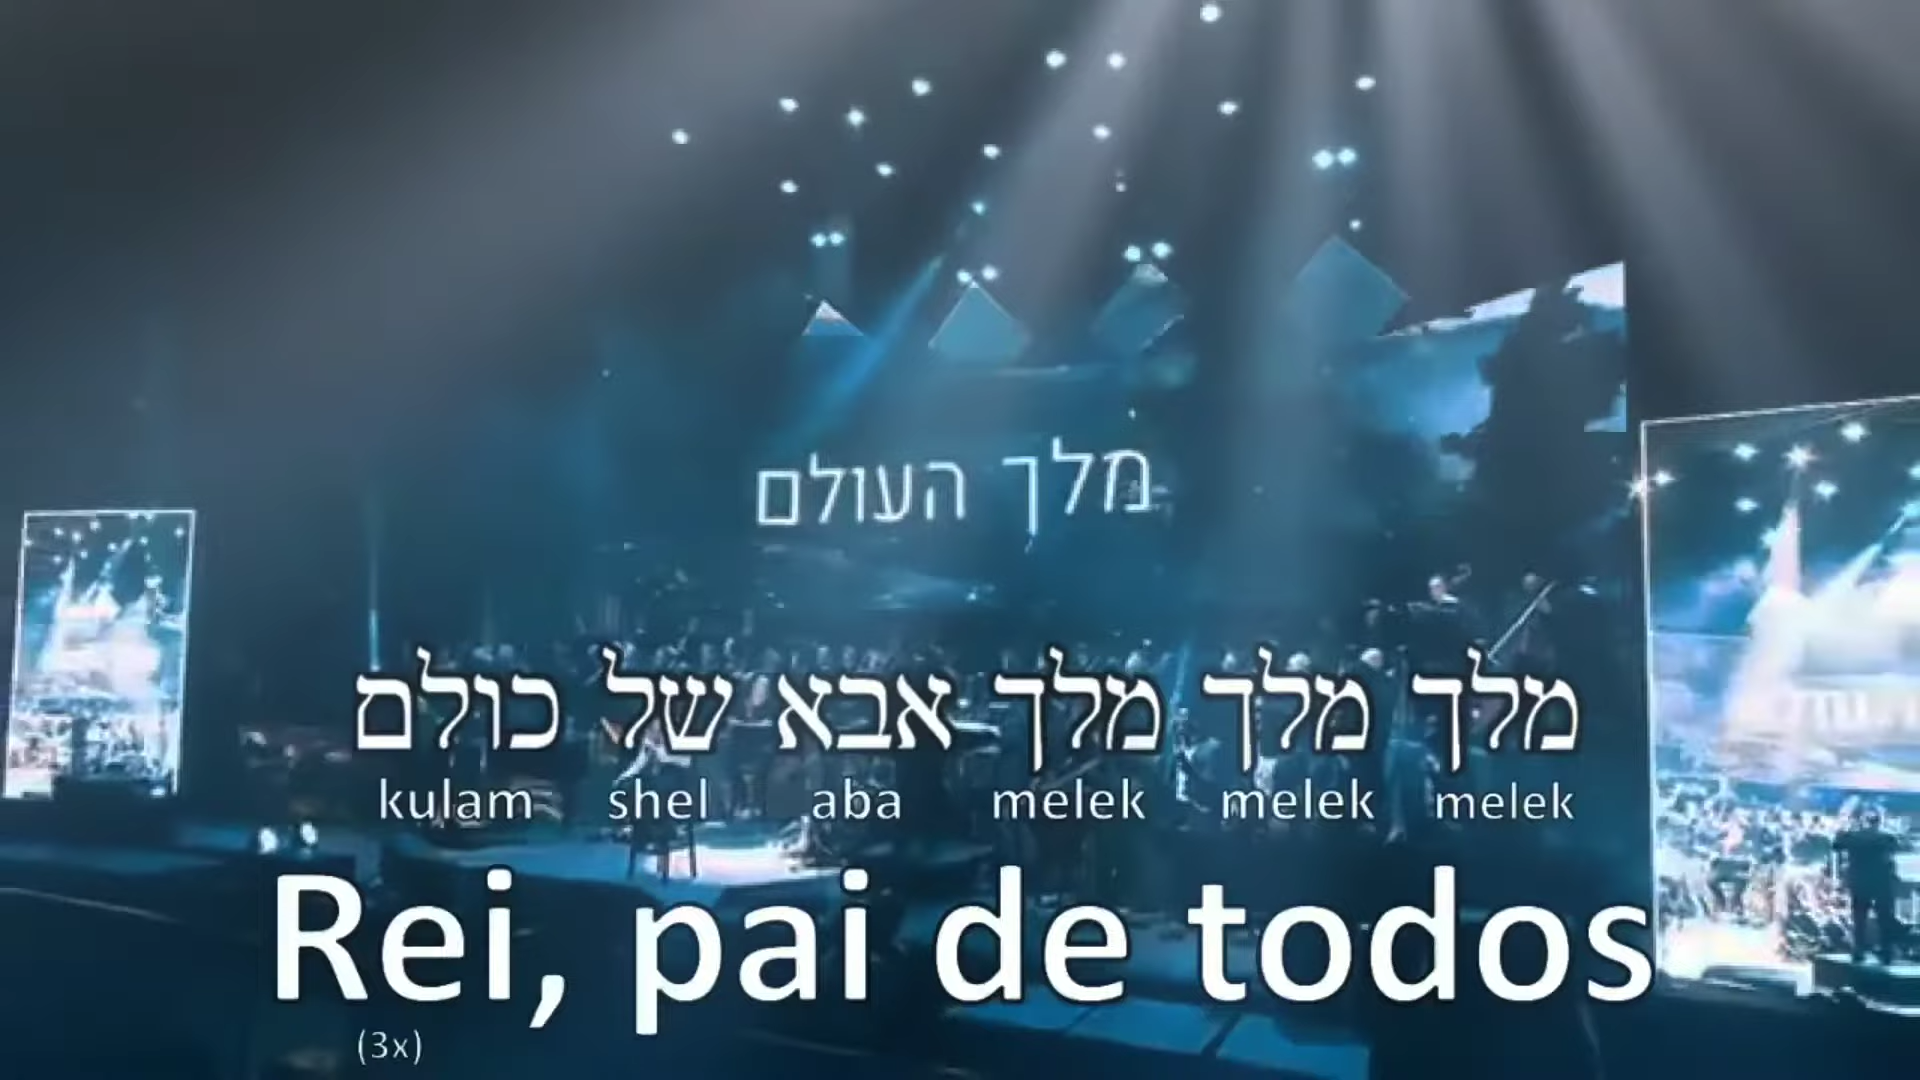 מלך העולם
מלך מלך מלך אבא של כולם
kulam shel aba melek melek melek
Rei, pai de todos
(3x)